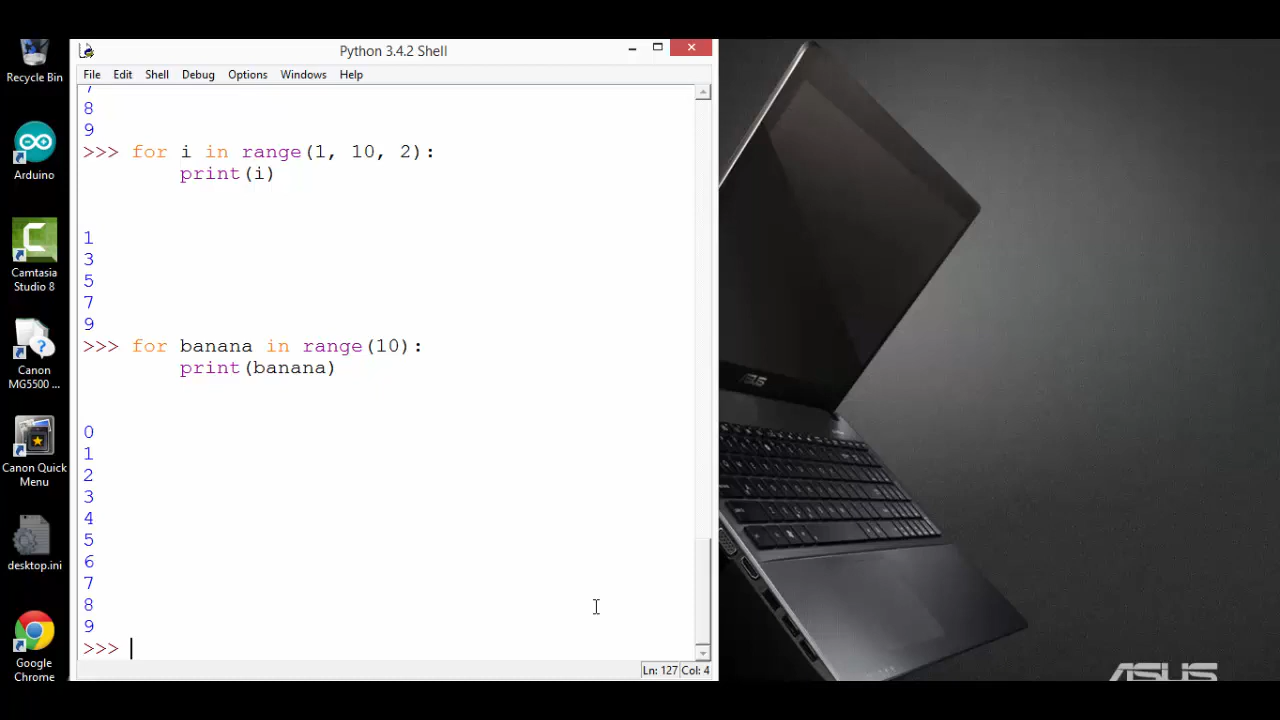 Python 3.4.2 Shell
File Edit Shell Debug Options Windows Help
7
8
9
>>> for i in range(1, 10, 2):
print(i)
1
3
5
7
9
>>> for banana in range(10):
print(banana)
0
1
2
3
4
5
6
7
8
9
>>>
Ln: 127 Col: 4
Recycle Bin
Arduino
Camtasia
Studio 8
Canon
MG5500 ...
Canon Quick
Menu
desktop.ini
Google
Chrome
ASUS
ASUS